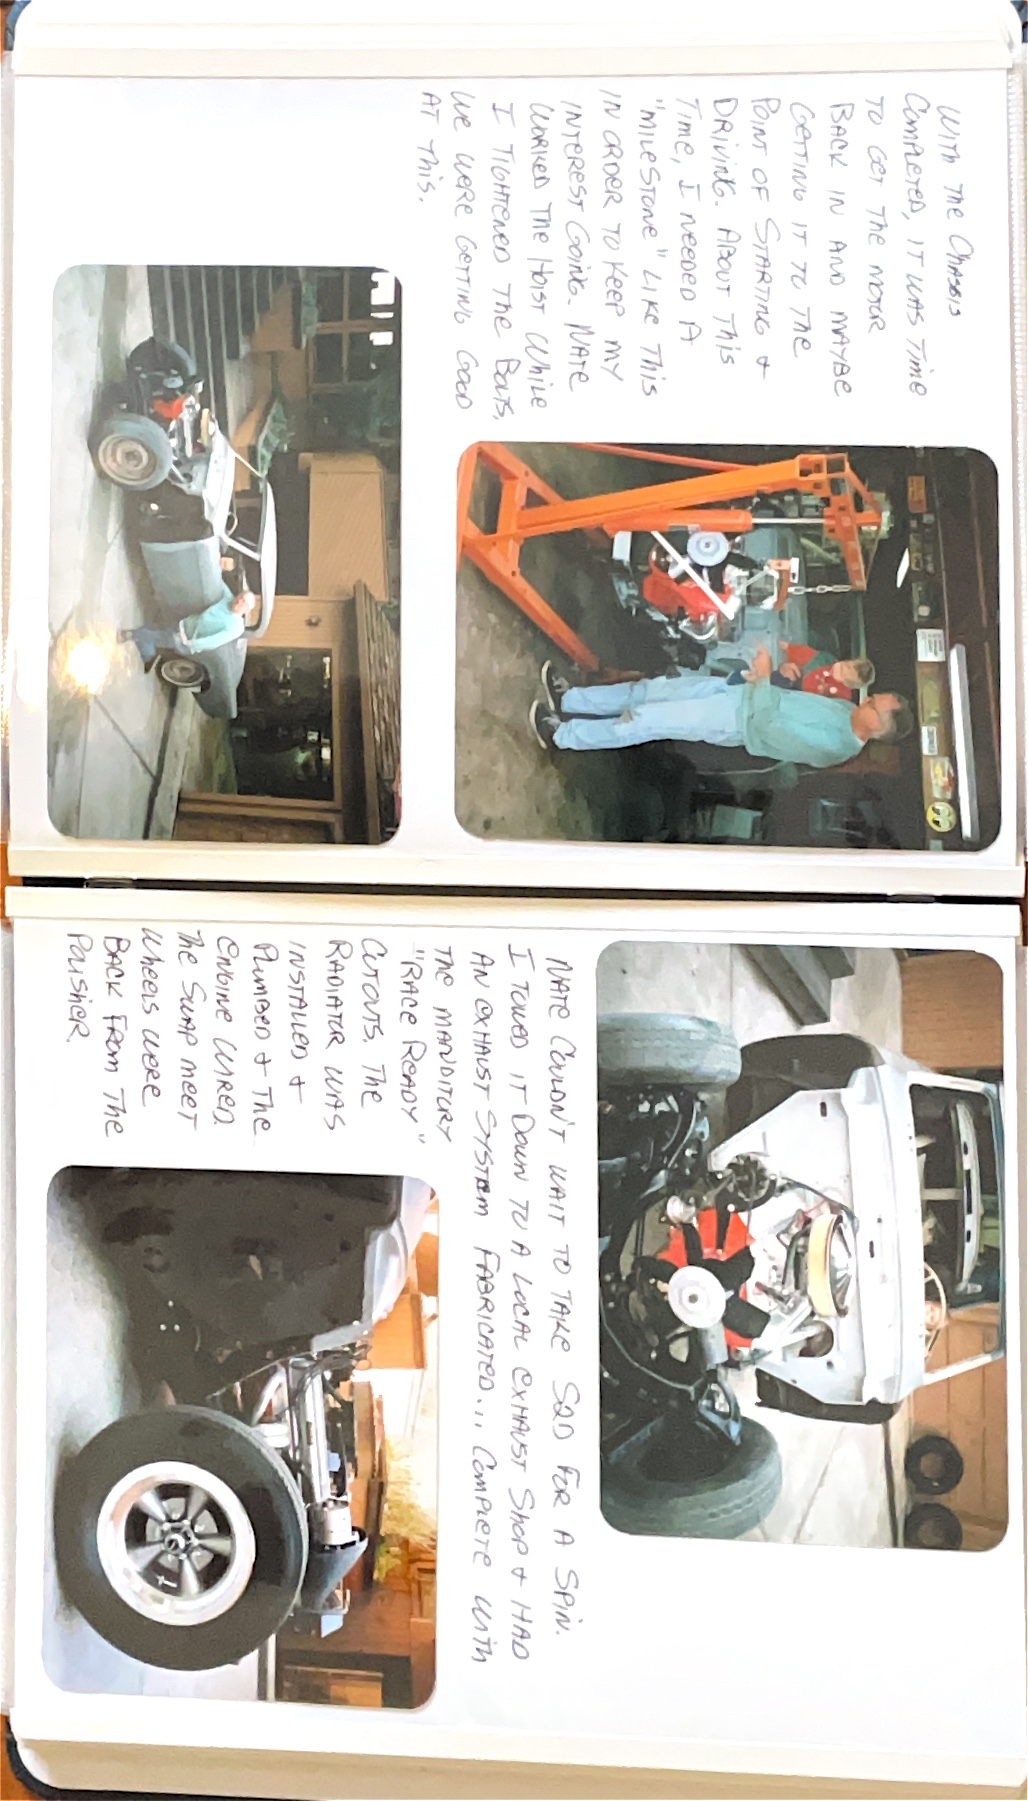 With the Chassis
Completed, it was time
to get the motor
back in and maybe
getting it to the
point of starting &
driving. About this
time, I needed a
"milestone" like this
in order to keep my
interest going. Nate
worked the hoist while
I tightened the bolts.
We were getting good
at this.
Nate couldn't wait to take S2D for a spin.
I towed it down to a local exhaust shop & had
an exhaust system fabricated... complete with
the manditory
"Race Ready"
cutouts. The
radiator was
installed &
plumbed & the
engine wired.
The swap meet
wheels were
back from the
polisher.